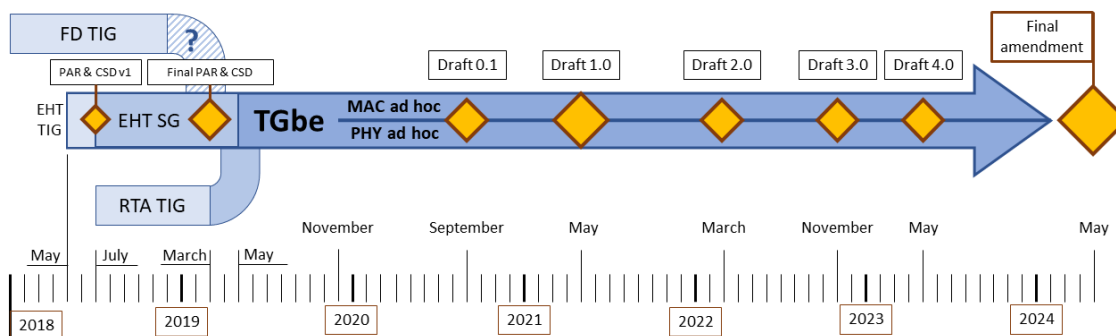 FD TIG
?
Final
amendment
PAR & CSD v1
Final PAR & CSD
Draft 0.1
Draft 1.0
Draft 2.0
Draft 3.0
Draft 4.0
EHT
TIG
EHT SG
TGbe
MAC ad hoc
PHY ad hoc
RTA TIG
November
September
May
March
November
May
May
May
July
March
May
2018
2019
2020
2021
2022
2023
2024